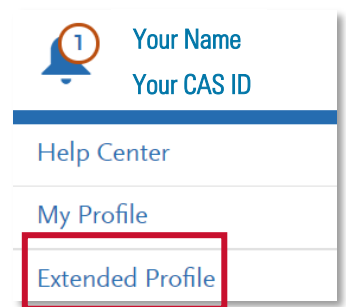 1
Your Name
Your CAS ID
Help Center
My Profile
Extended Profile